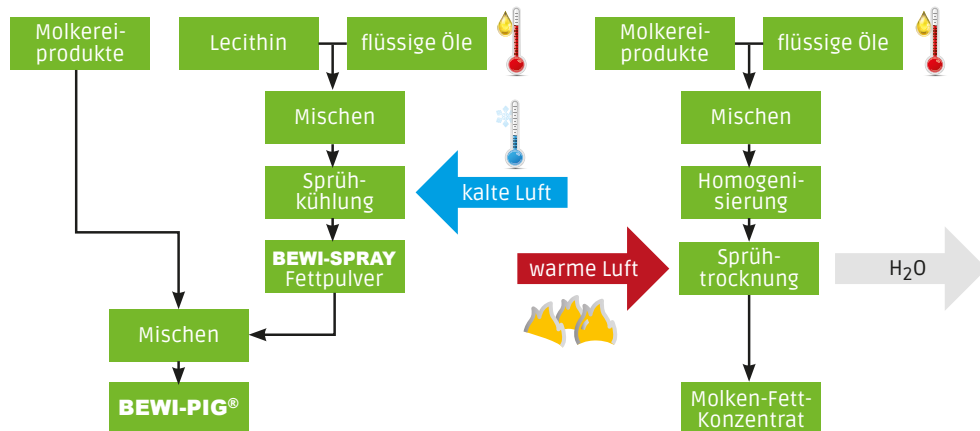 Molkerei-
produkte
Lecithin
flüssige Öle
Mischen
Sprüh-
kühlung
kalte Luft
BEWI-SPRAY
Fettpulver
Mischen
BEWI-PIG®
Molkerei-
produkte
flüssige Öle
Mischen
Homogeni-
sierung
warme Luft
Sprüh-
trocknung
H₂O
Molken-Fett-
Konzentrat